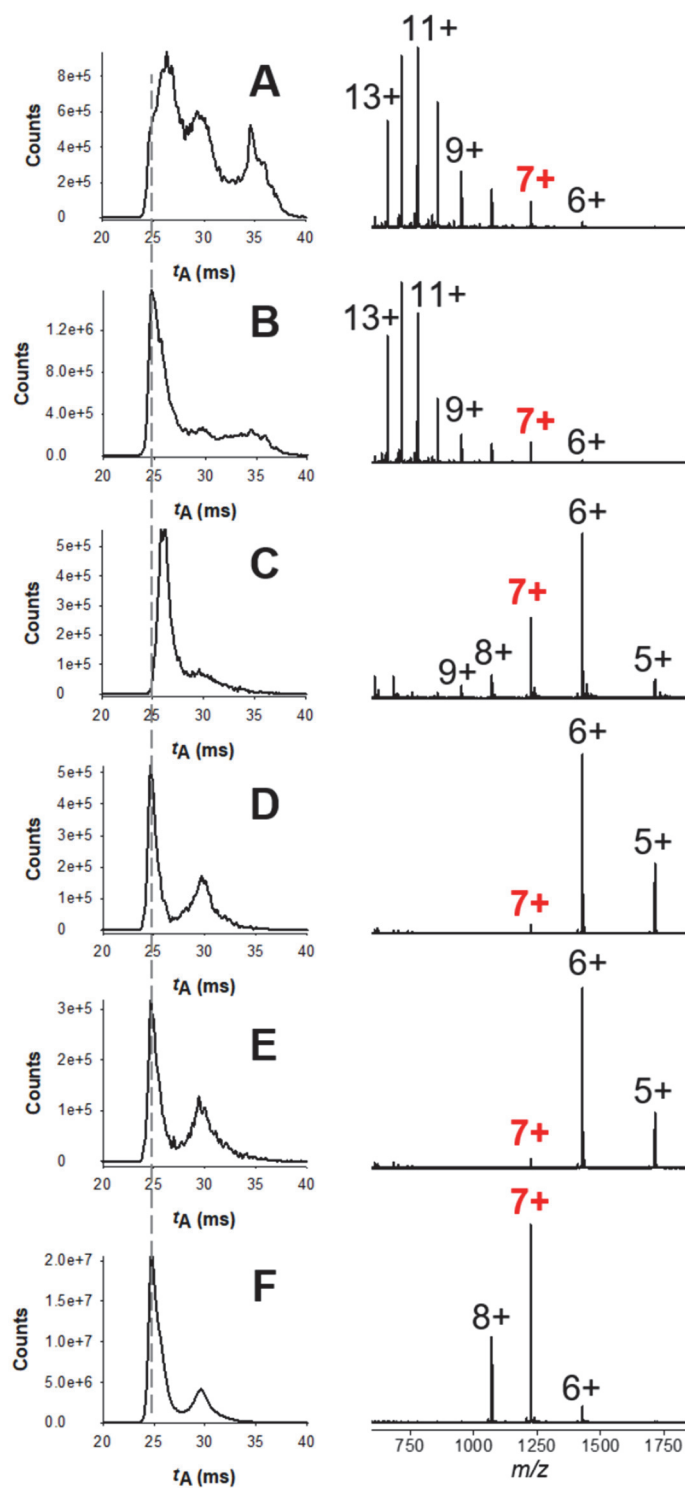 A
Counts
8e+5
6e+5
4e+5
2e+5
0
20 25 30 35 40
tA (ms)
13+ 11+ 9+ 7+ 6+
B
Counts
1.2e+6
8.0e+5
4.0e+5
0.0
20 25 30 35 40
tA (ms)
13+ 11+ 9+ 7+ 6+
C
Counts
5e+5
4e+5
3e+5
2e+5
1e+5
0
20 25 30 35 40
tA (ms)
9+ 8+ 7+ 6+ 5+
D
Counts
5e+5
4e+5
3e+5
2e+5
1e+5
0
20 25 30 35 40
tA (ms)
7+ 6+ 5+
E
Counts
3e+5
2e+5
1e+5
0
20 25 30 35 40
tA (ms)
7+ 6+ 5+
F
Counts
2.0e+7
1.5e+7
1.0e+7
5.0e+6
0.0
20 25 30 35 40
tA (ms)
8+ 7+ 6+
750 1000 1250 1500 1750
m/z